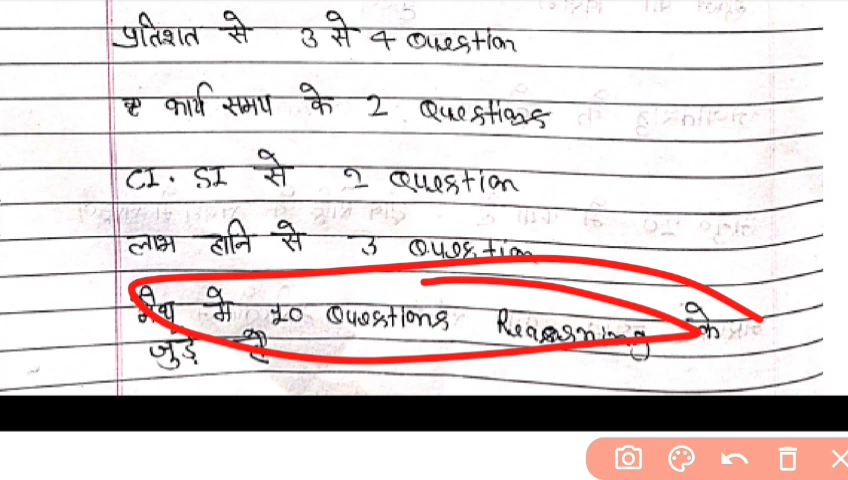 प्रतिशत से 3 से 4 Question
कार्य समय के 2 Questions
CI. SI से 2 Question
लाभ हानि से 3 Question
मैथ में 10 Questions Reasoning के
जुड़े है